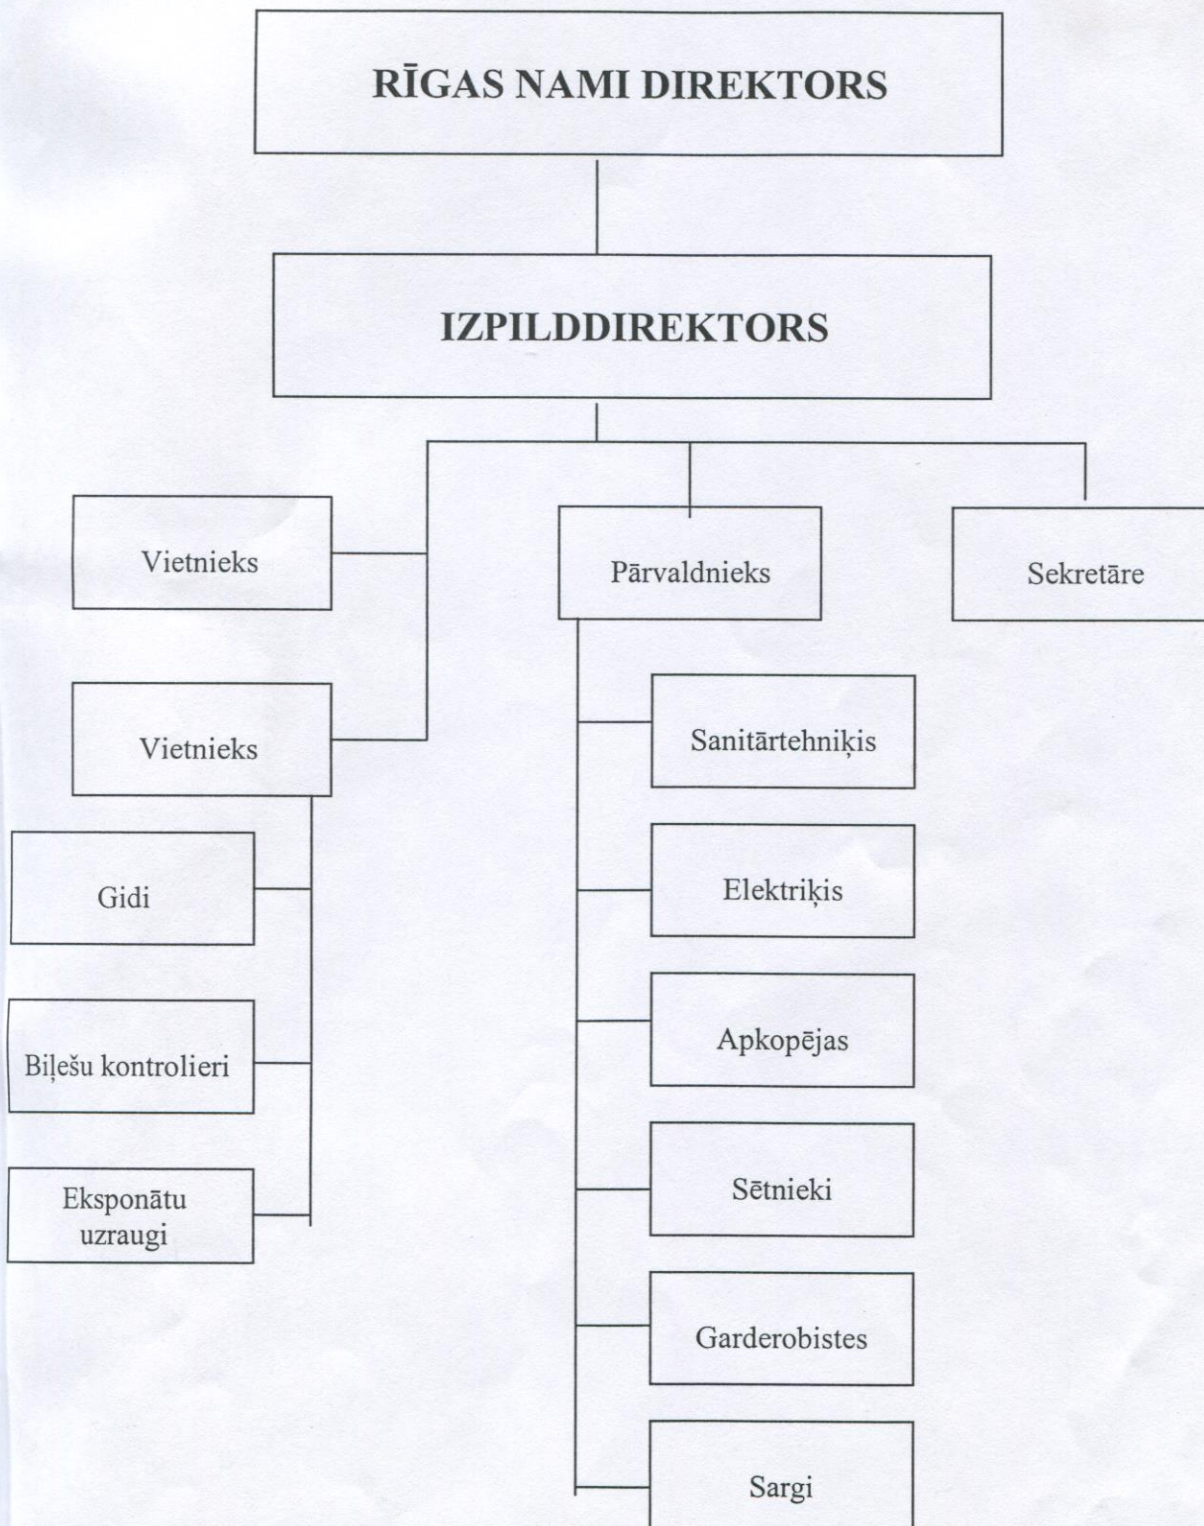 RĪGAS NAMI DIREKTORS
IZPILDDIREKTORS
Vietnieks
Pārvaldnieks
Sekretāre
Vietnieks
Sanitārtehniķis
Gidi
Elektriķis
Biļešu kontrolieri
Apkopējas
Eksponātu
uzraugi
Sētnieki
Garderobistes
Sargi